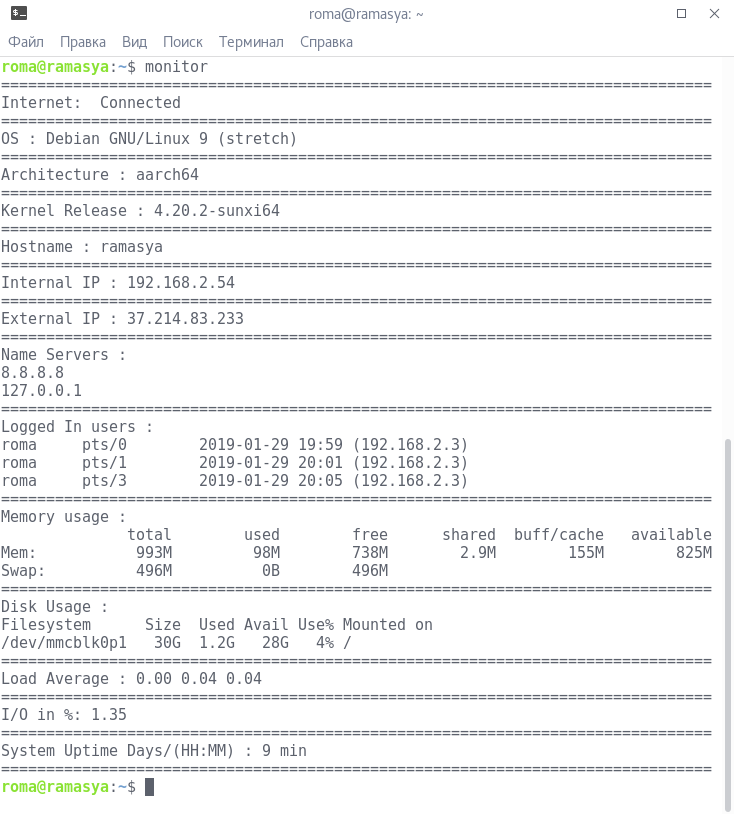 roma@ramasya: ~
Файл Правка Вид Поиск Терминал Справка
roma@ramasya:~$ monitor
===============================================================================
Internet:  Connected
===============================================================================
OS : Debian GNU/Linux 9 (stretch)
===============================================================================
Architecture : aarch64
===============================================================================
Kernel Release : 4.20.2-sunxi64
===============================================================================
Hostname : ramasya
===============================================================================
Internal IP : 192.168.2.54
===============================================================================
External IP : 37.214.83.233
===============================================================================
Name Servers :
8.8.8.8
127.0.0.1
===============================================================================
Logged In users :
roma     pts/0        2019-01-29 19:59 (192.168.2.3)
roma     pts/1        2019-01-29 20:01 (192.168.2.3)
roma     pts/3        2019-01-29 20:05 (192.168.2.3)
===============================================================================
Memory usage :
              total        used        free      shared  buff/cache   available
Mem:           993M         98M        738M        2.9M        155M        825M
Swap:          496M          0B        496M
===============================================================================
Disk Usage :
Filesystem      Size  Used Avail Use% Mounted on
/dev/mmcblk0p1   30G  1.2G   28G   4% /
===============================================================================
Load Average : 0.00 0.04 0.04
===============================================================================
I/O in %: 1.35
===============================================================================
System Uptime Days/(HH:MM) : 9 min
===============================================================================
roma@ramasya:~$